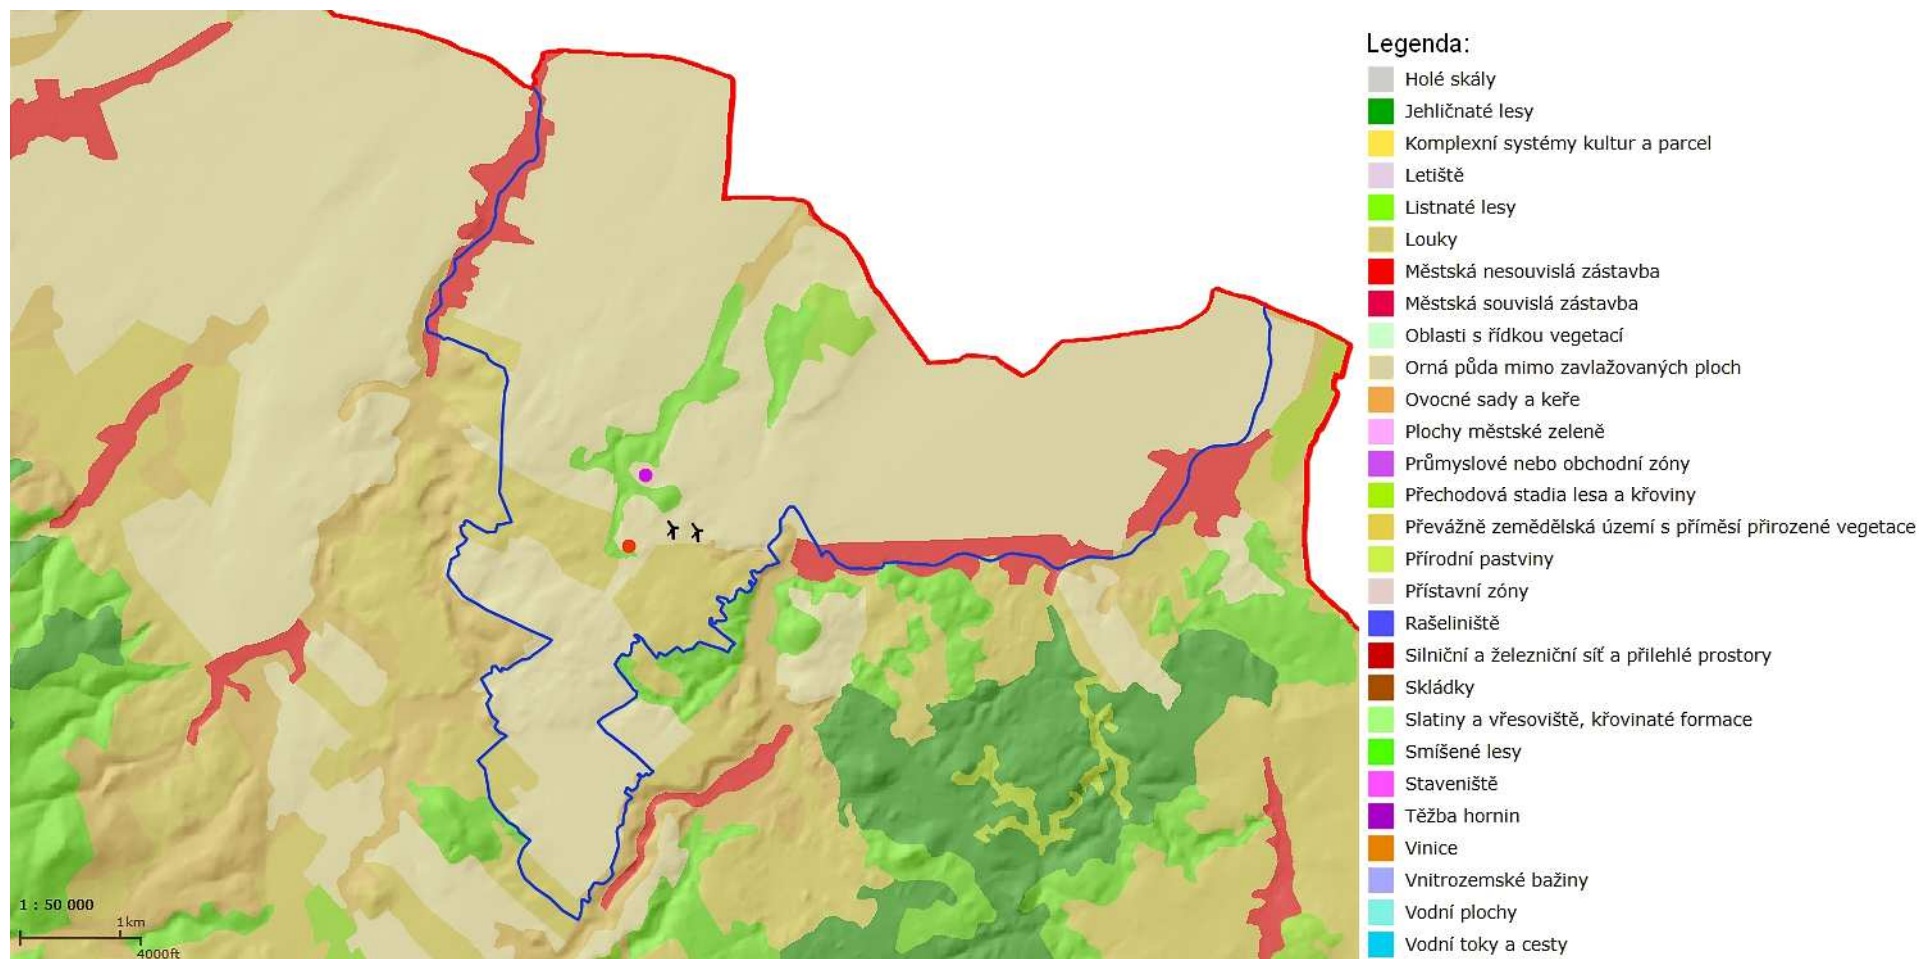 Legenda:
Holé skály
Jehličnaté lesy
Komplexní systémy kultur a parcel
Letiště
Listnaté lesy
Louky
Městská nesouvislá zástavba
Městská souvislá zástavba
Oblasti s řídkou vegetací
Orná půda mimo zavlažovaných ploch
Ovocné sady a keře
Plochy městské zeleně
Průmyslové nebo obchodní zóny
Přechodová stadia lesa a křoviny
Převážně zemědělská území s příměsí přirozené vegetace
Přírodní pastviny
Přístavní zóny
Rašeliniště
Silniční a železniční síť a přilehlé prostory
Skládky
Slatiny a vřesoviště, křovinaté formace
Smíšené lesy
Staveniště
Těžba hornin
Vinice
Vnitrozemské bažiny
Vodní plochy
Vodní toky a cesty
1 : 50 000
1km
4000ft